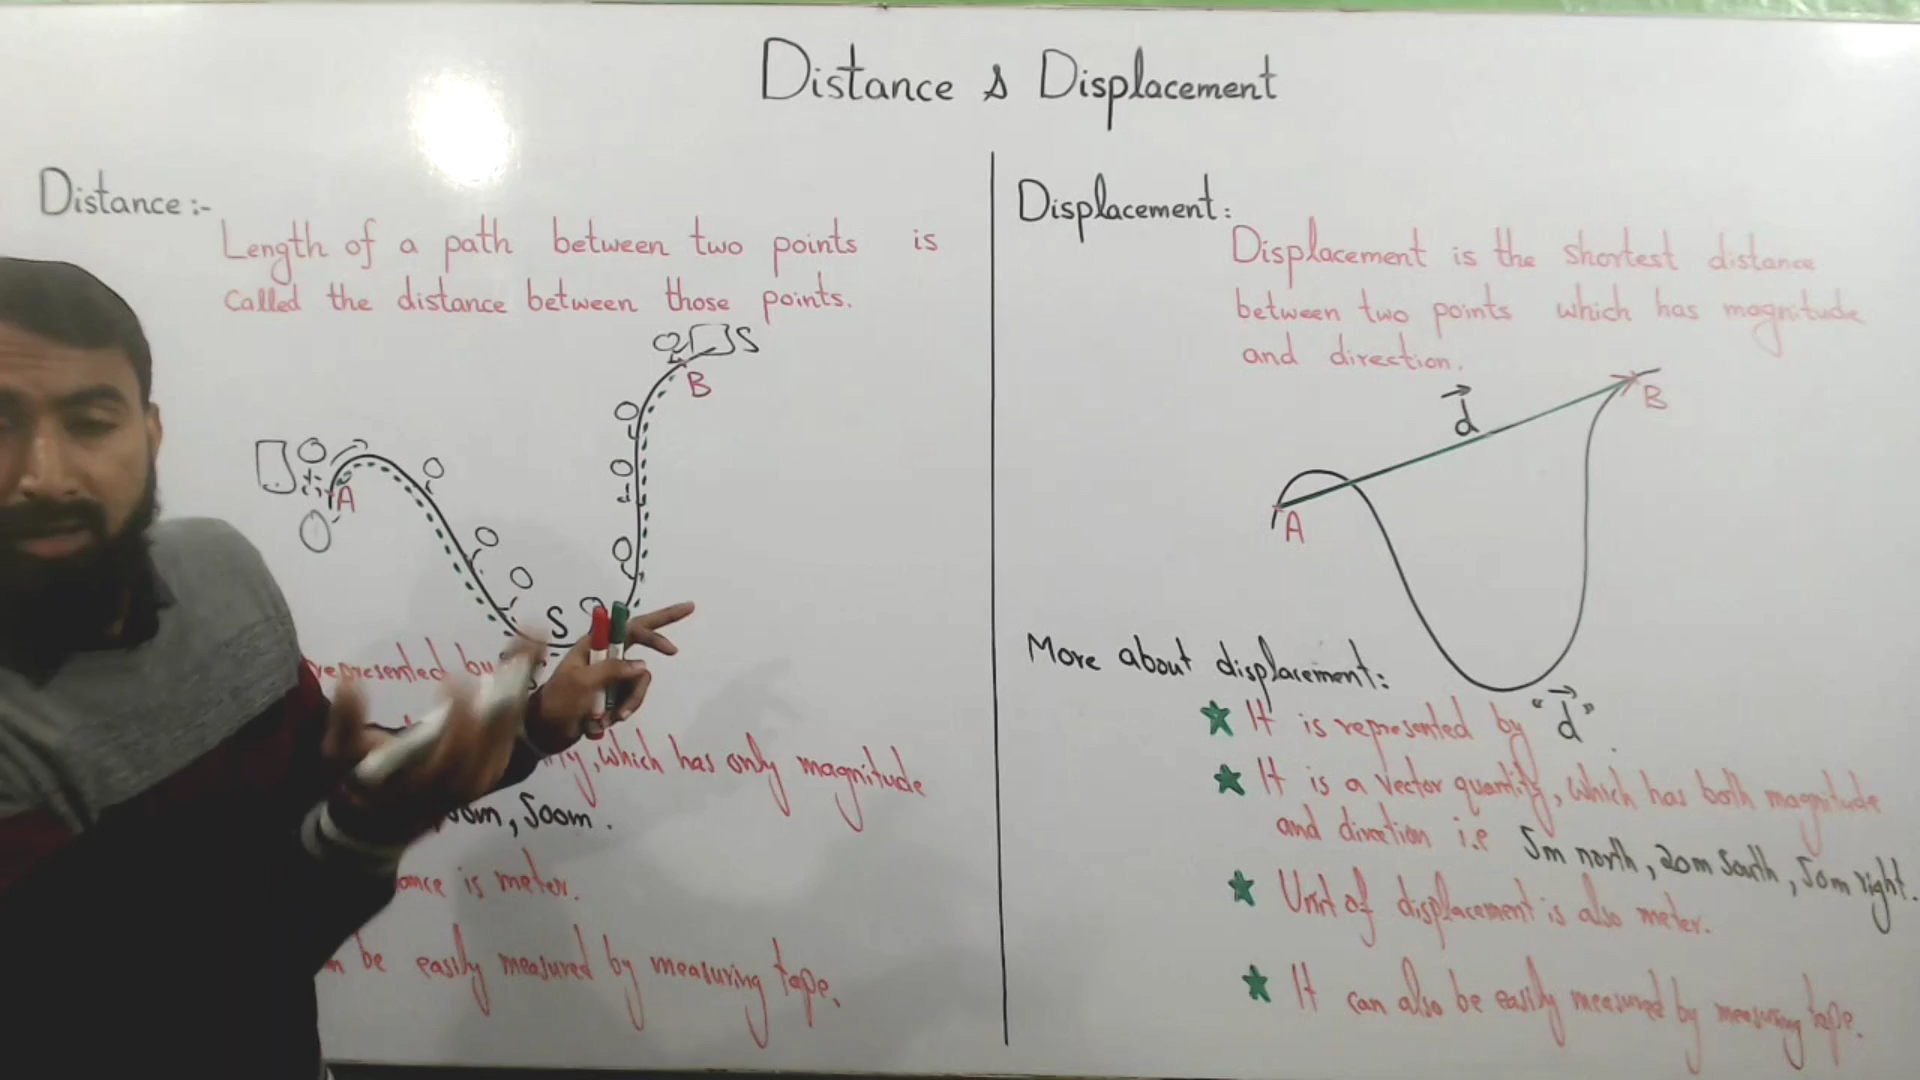 Distance & Displacement
Distance :-
Length of a path between two points is
called the distance between those points.
S
B
A
S
represented by
, which has only magnitude
, 500m .
is meter.
be easily measured by measuring tape.
Displacement :
Displacement is the shortest distance
between two points which has magnitude
and direction.
d
B
A
More about displacement :
It is represented by "d" .
It is a vector quantity, which has both magnitude
and direction i.e 5m north, 20m south, 50m right.
Unit of displacement is also meter.
It can also be easily measured by measuring tape.